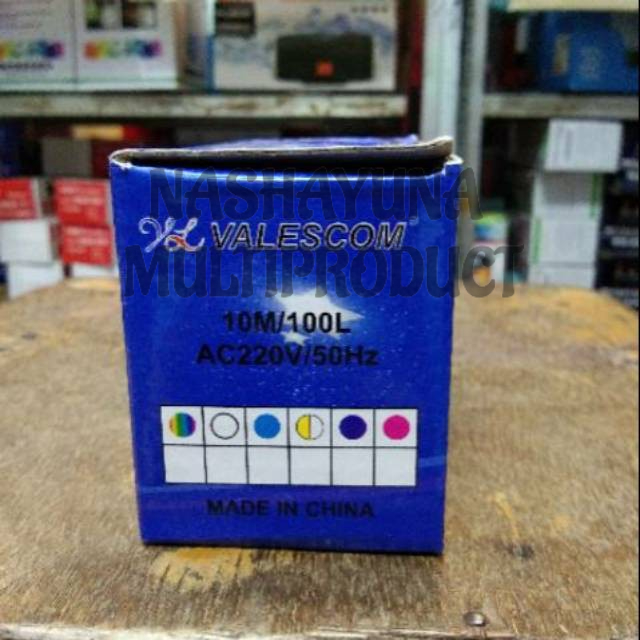 NASHAYUNA
VL VALESCOM®
MULTIPRODUCT
10M/100L
AC220V/50Hz
MADE IN CHINA